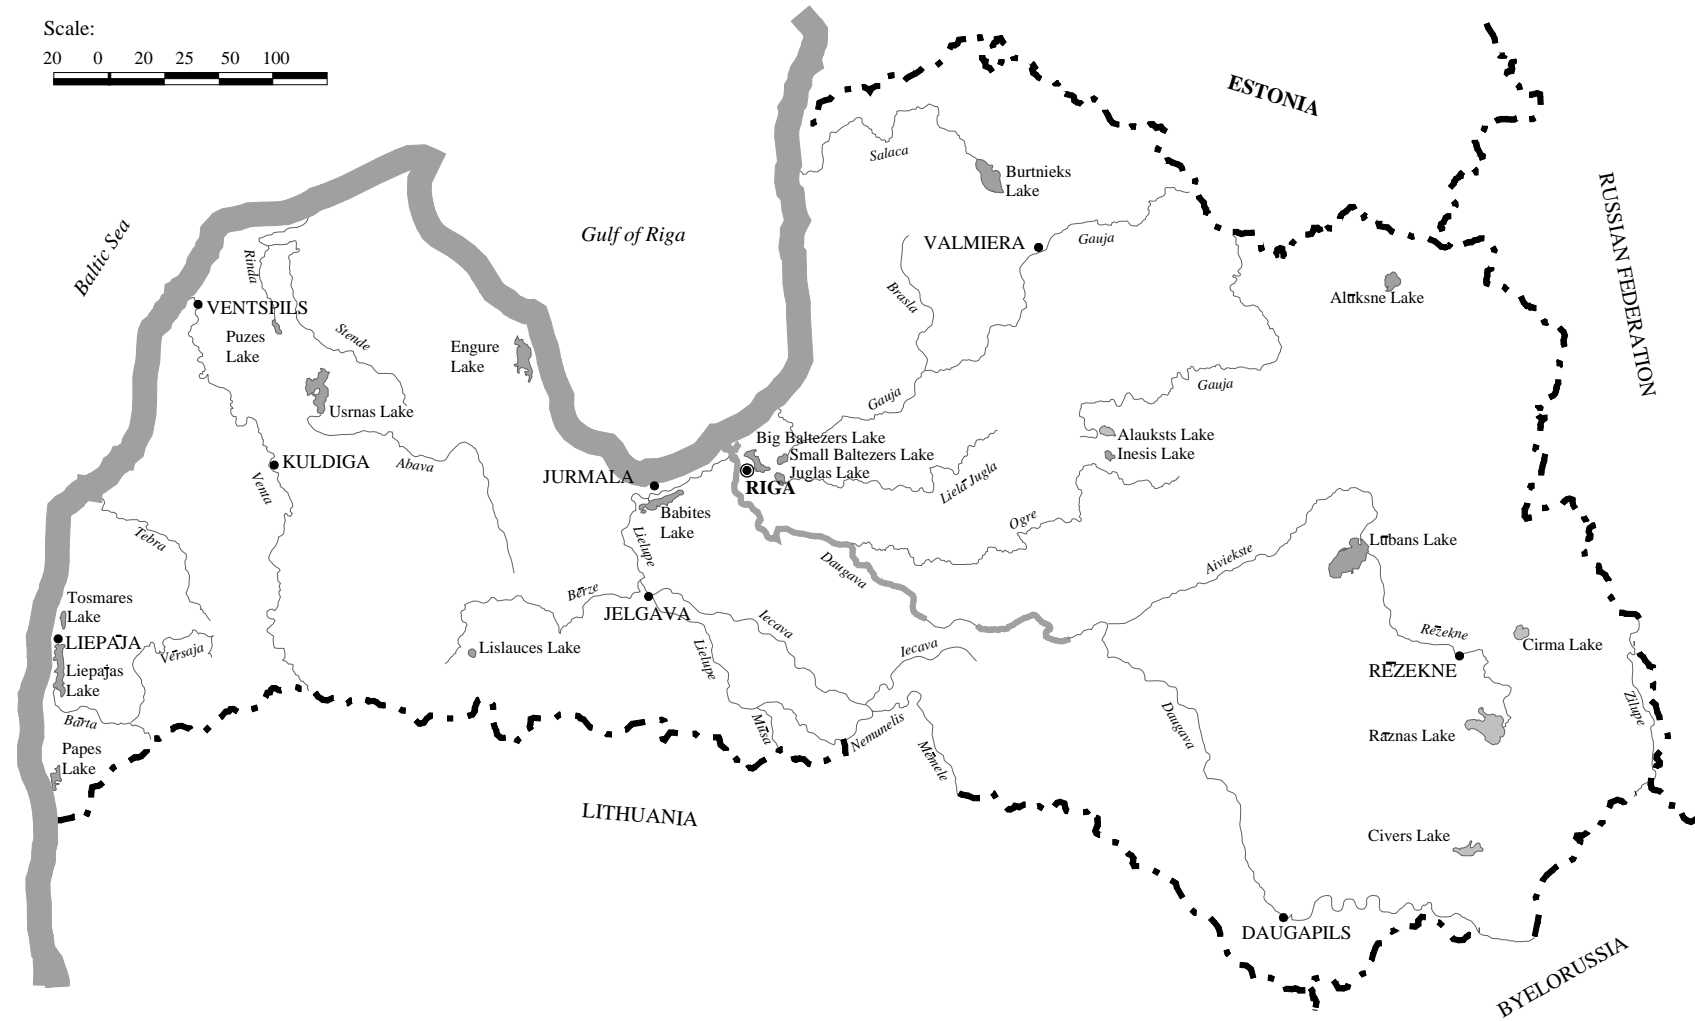 Scale:
20 0 20 25 50 100
ESTONIA
RUSSIAN FEDERATION
Salaca
Burtnieks
Lake
Baltic Sea
Gulf of Riga
VALMIERA
Gauja
Rinda
Brasla
Aluksne Lake
VENTSPILS
Puzes
Lake
Stende
Engure
Lake
Usrnas Lake
Gauja
Gauja
Big Baltezers Lake
Small Baltezers Lake
Juglas Lake
RIGA
Alauksts Lake
Inesis Lake
KULDIGA
Abava
Venta
JURMALA
Babites
Lake
Liela Jugla
Ogre
Tebra
Lielupe
Daugava
Aiviekste
Lubans Lake
Berze
JELGAVA
Tosmares
Lake
LIEPAJA
Liepajas
Lake
Versaja
Lislauces Lake
Iecava
Lielupe
Iecava
Rezekne
Cirma Lake
REZEKNE
Zilupe
Barta
Papes
Lake
Musa
Nemunelis
Memele
Daugava
Raznas Lake
LITHUANIA
Civers Lake
DAUGAPILS
BYELORUSSIA